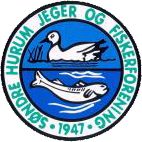 SØNDRE HURUM JEGER OG FISKERFORENING
• 1947 •